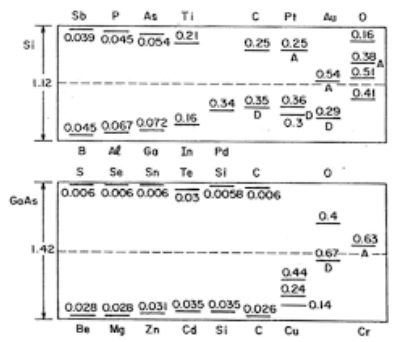 Sb P As Ti C Pt Au O
0.039 0.045 0.054 0.21 0.25 0.25 0.16
A
Si 0.38 A
0.54 0.51
A
1.12
0.41
0.34 0.35 0.36 D 0.29
D 0.3 D
0.045 0.067 0.072 0.16
B Al Ga In Pd
S Se Sn Te Si C O
0.006 0.006 0.006 0.03 0.0058 0.006
GaAs
0.4
0.63
A
1.42
0.67
D
0.44
0.24
0.14
0.028 0.028 0.031 0.035 0.035 0.026
Be Mg Zn Cd Si C Cu Cr